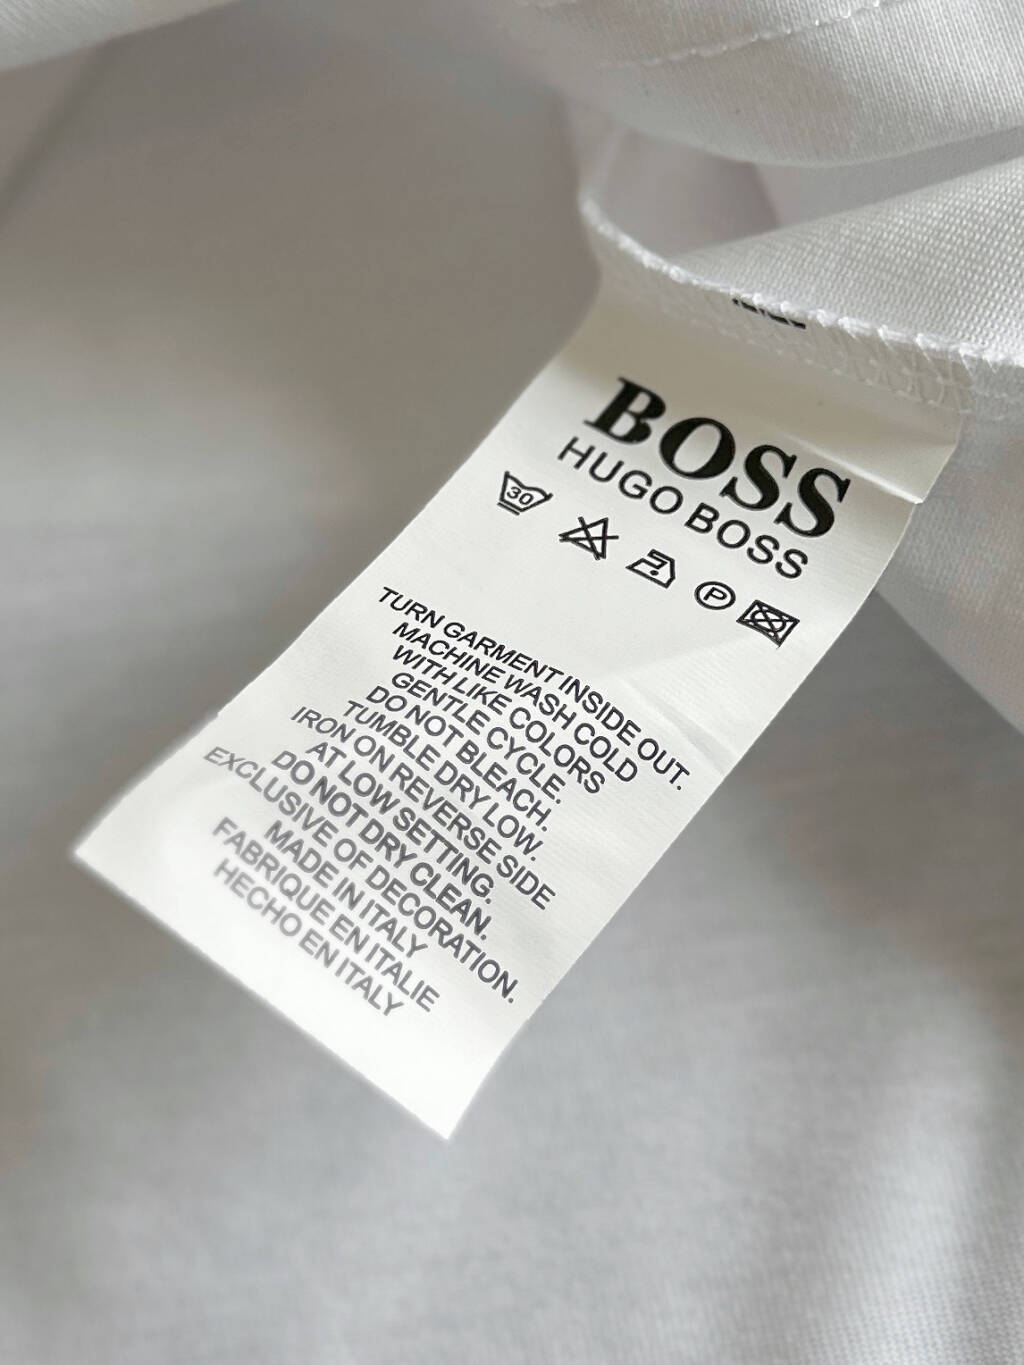 BOSS
HUGO BOSS
30
P
TURN GARMENT INSIDE OUT.
MACHINE WASH COLD
WITH LIKE COLORS
GENTLE CYCLE.
DO NOT BLEACH.
TUMBLE DRY LOW.
IRON ON REVERSE SIDE
AT LOW SETTING.
DO NOT DRY CLEAN.
EXCLUSIVE OF DECORATION.
MADE IN ITALY
FABRIQUE EN ITALIE
HECHO EN ITALY